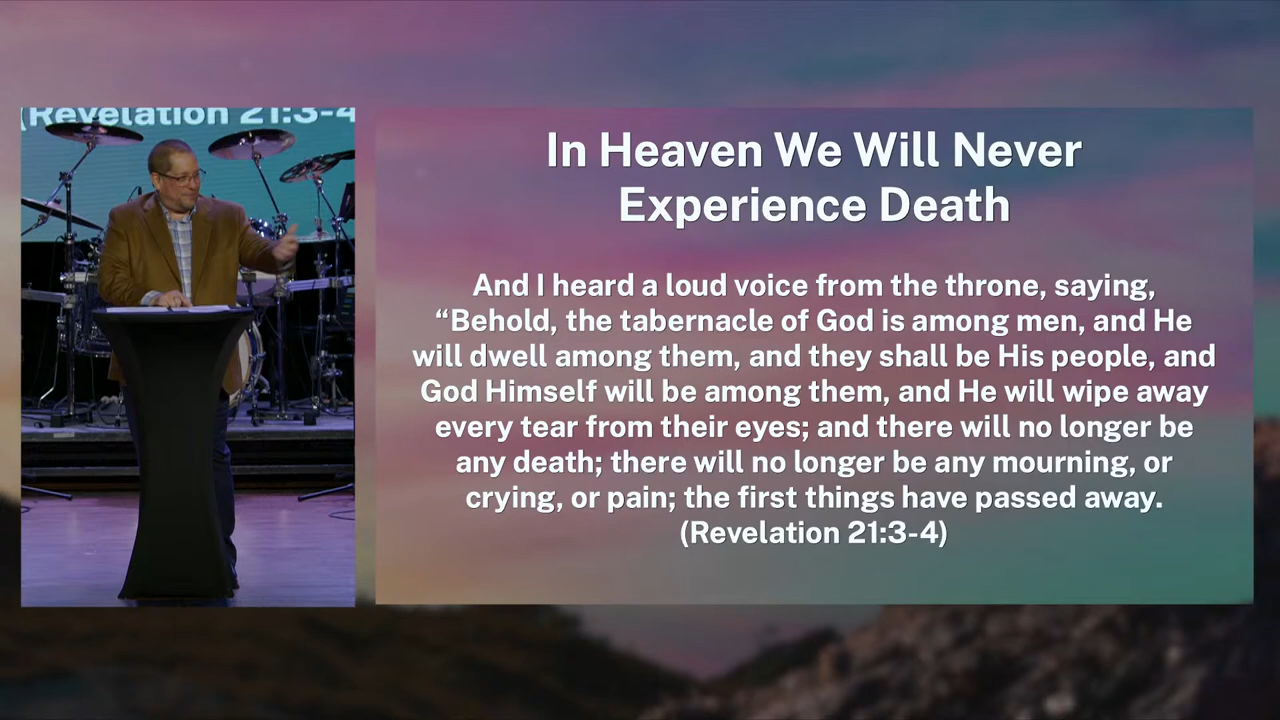 (Revelation 21:3-4
In Heaven We Will Never
Experience Death
And I heard a loud voice from the throne, saying,
“Behold, the tabernacle of God is among men, and He
will dwell among them, and they shall be His people, and
God Himself will be among them, and He will wipe away
every tear from their eyes; and there will no longer be
any death; there will no longer be any mourning, or
crying, or pain; the first things have passed away.
(Revelation 21:3-4)